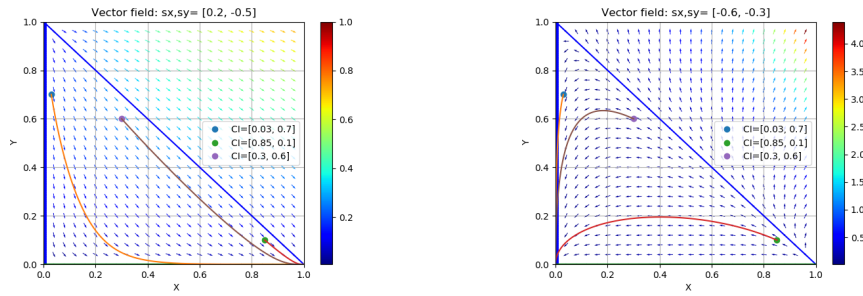 Vector field: sx,sy= [0.2, -0.5]
1.0
0.8
0.6
0.4
0.2
0.0
Y
0.0 0.2 0.4 0.6 0.8 1.0
X
CI=[0.03, 0.7]
CI=[0.85, 0.1]
CI=[0.3, 0.6]
1.0
0.8
0.6
0.4
0.2
Vector field: sx,sy= [-0.6, -0.3]
1.0
0.8
0.6
0.4
0.2
0.0
Y
0.0 0.2 0.4 0.6 0.8 1.0
X
CI=[0.03, 0.7]
CI=[0.85, 0.1]
CI=[0.3, 0.6]
4.0
3.5
3.0
2.5
2.0
1.5
1.0
0.5